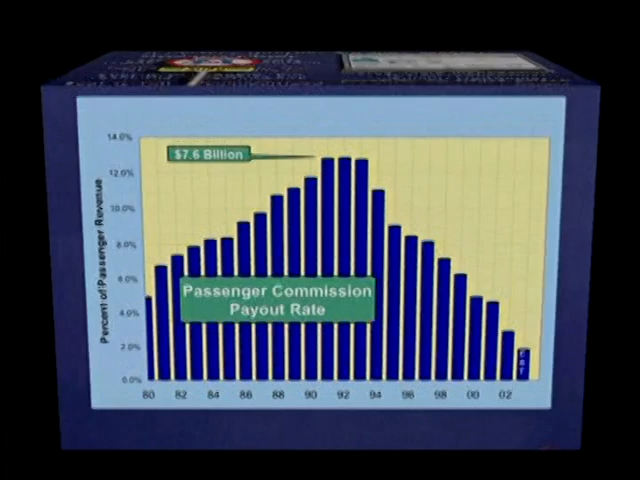 14.0%
$7.6 Billion
12.0%
10.0%
8.0%
6.0%
4.0%
2.0%
0.0%
Percent of Passenger Revenue
Passenger Commission
Payout Rate
80 82 84 86 88 90 92 94 96 98 00 02